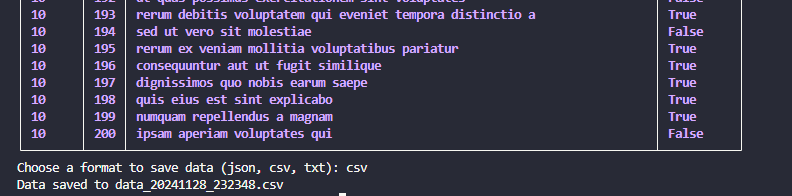 10 192 ut quas possimus exercitationem sint voluptates False
10 193 rerum debitis voluptatem qui eveniet tempora distinctio a True
10 194 sed ut vero sit molestiae False
10 195 rerum ex veniam mollitia voluptatibus pariatur True
10 196 consequuntur aut ut fugit similique True
10 197 dignissimos quo nobis earum saepe True
10 198 quis eius est sint explicabo True
10 199 numquam repellendus a magnam True
10 200 ipsam aperiam voluptates qui False
Choose a format to save data (json, csv, txt): csv
Data saved to data_20241128_232348.csv